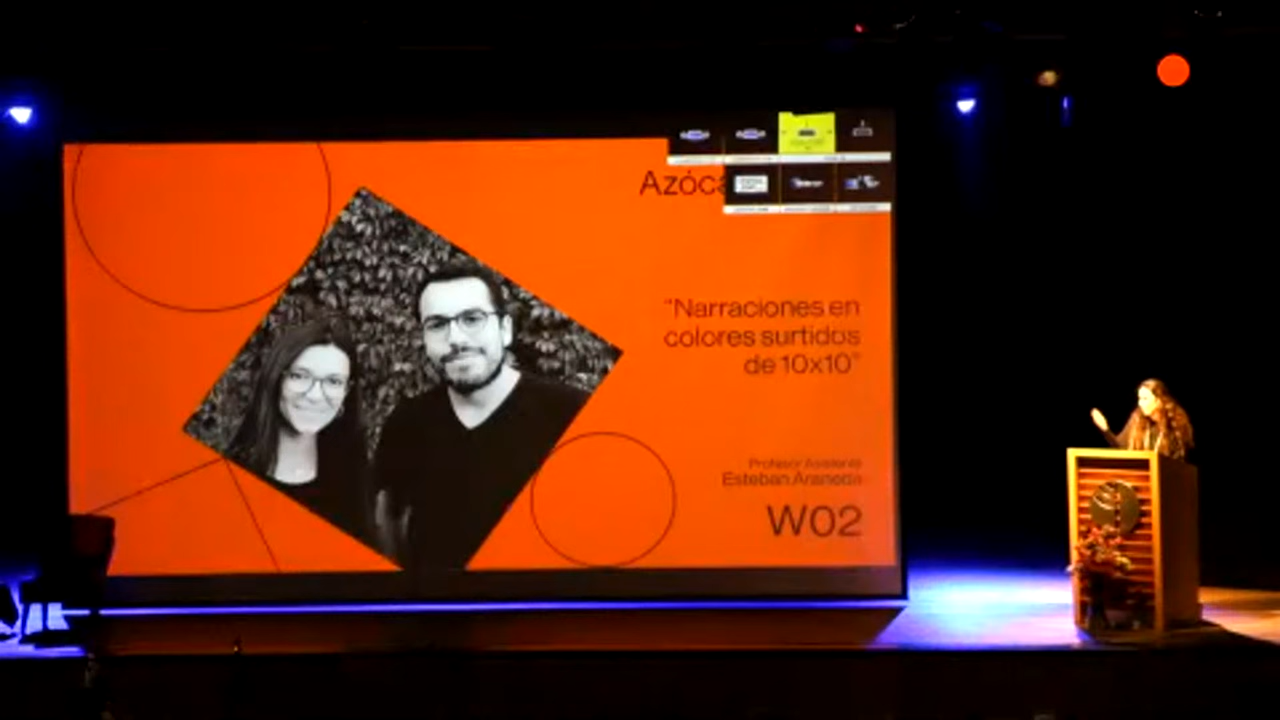 Azóca
"Narraciones en
colores surtidos
de 10x10"
Profesor Asistente
Esteban Araneda
W02